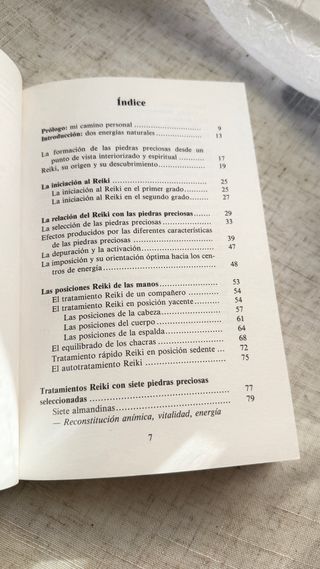 Índice
Prólogo: mi camino personal ........................ 9
Introducción: dos energías naturales ............... 13
La formación de las piedras preciosas desde un
punto de vista interiorizado y espiritual ........ 17
Reiki, su origen y su descubrimiento ............... 19
La iniciación al Reiki ............................. 25
La iniciación al Reiki en el primer grado ........ 25
La iniciación al Reiki en el segundo grado ....... 27
La relación del Reiki con las piedras preciosas .... 29
La selección de las piedras preciosas .............. 33
Efectos producidos por las diferentes características
de las piedras preciosas ......................... 39
La depuración y la activación ...................... 47
La imposición y su orientación óptima hacia los cen-
tros de energía .................................. 48
Las posiciones Reiki de las manos .................. 53
El tratamiento Reiki de un compañero ............. 54
El tratamiento Reiki en posición yacente ......... 54
Las posiciones de la cabeza .................... 57
Las posiciones del cuerpo ...................... 61
Las posiciones de la espalda ................... 64
El equilibrado de los chacras .................... 68
Tratamiento rápido Reiki en posición sedente ... 72
El autotratamiento Reiki ......................... 75
Tratamientos Reiki con siete piedras preciosas
seleccionadas ...................................... 77
Siete almandinas ................................. 79
— Reconstitución anímica, vitalidad, energía
7